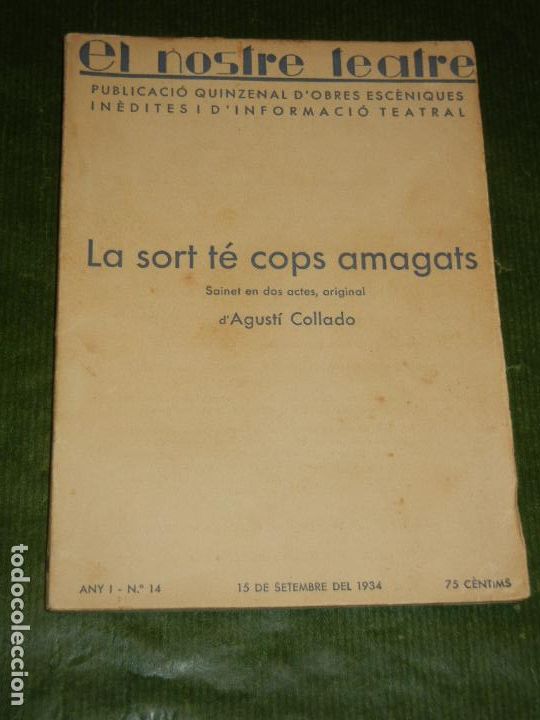 el nostre teatre
PUBLICACIÓ QUINZENAL D'OBRES ESCÈNIQUES
INÈDITES I D'INFORMACIÓ TEATRAL
La sort té cops amagats
Sainet en dos actes, original
d'Agustí Collado
ANY I - N.º 14 15 DE SETEMBRE DEL 1934 75 CÈNTIMS
todocoleccion